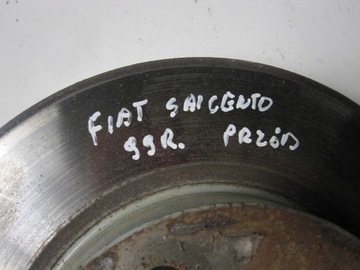 FIAT SAICENTO
99R. PRZÓD